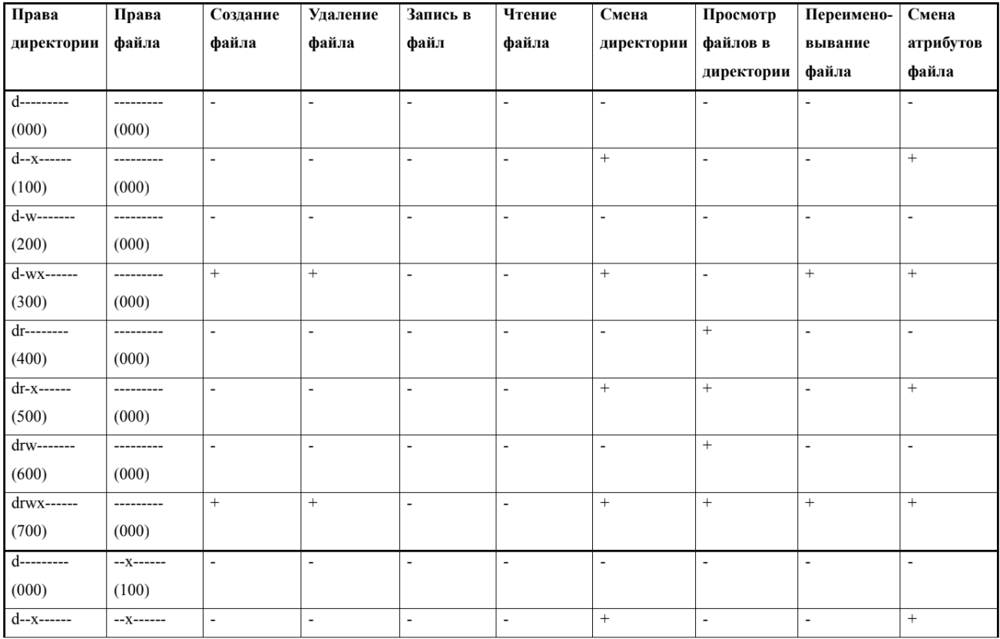 Права директории | Права файла | Создание файла | Удаление файла | Запись в файл | Чтение файла | Смена директории | Просмотр файлов в директории | Переимено-вывание файла | Смена атрибутов файла
d--------- (000) | --------- (000) | - | - | - | - | - | - | - | -
d--x------ (100) | --------- (000) | - | - | - | - | + | - | - | +
d-w------- (200) | --------- (000) | - | - | - | - | - | - | - | -
d-wx------ (300) | --------- (000) | + | + | - | - | + | - | + | +
dr-------- (400) | --------- (000) | - | - | - | - | - | + | - | -
dr-x------ (500) | --------- (000) | - | - | - | - | + | + | - | +
drw------- (600) | --------- (000) | - | - | - | - | - | + | - | -
drwx------ (700) | --------- (000) | + | + | - | - | + | + | + | +
d--------- (000) | --x------ (100) | - | - | - | - | - | - | - | -
d--x------ | --x------ | - | - | - | - | + | - | - | +